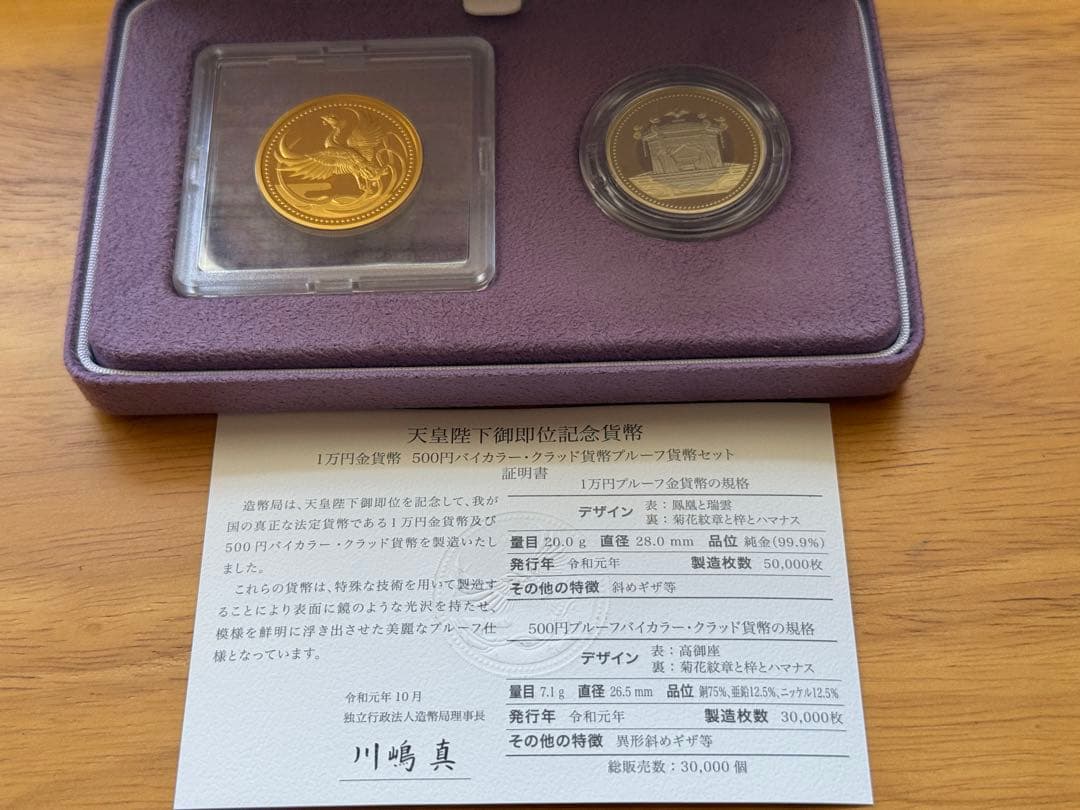 天皇陛下御即位記念貨幣
1万円金貨幣 500円バイカラー・クラッド貨幣プルーフ貨幣セット
証明書
造幣局は、天皇陛下御即位を記念して、我が
国の真正な法定貨幣である1万円金貨幣及び
500円バイカラー・クラッド貨幣を製造いたし
ました。
これらの貨幣は、特殊な技術を用いて製造す
ることにより表面に鏡のような光沢を持たせ、
模様を鮮明に浮き出させた美麗なプルーフ仕
様となっています。
令和元年10月
独立行政法人造幣局理事長
川嶋 真
1万円プルーフ金貨幣の規格
デザイン 表：鳳凰と瑞雲
裏：菊花紋章と梓とハマナス
量目 20.0 g 直径 28.0 mm 品位 純金(99.9%)
発行年 令和元年 製造枚数 50,000枚
その他の特徴 斜めギザ等
500円プルーフバイカラー・クラッド貨幣の規格
デザイン 表：高御座
裏：菊花紋章と梓とハマナス
量目 7.1 g 直径 26.5 mm 品位 銅75%、亜鉛12.5%、ニッケル12.5%
発行年 令和元年 製造枚数 30,000枚
その他の特徴 異形斜めギザ等
総販売数：30,000個